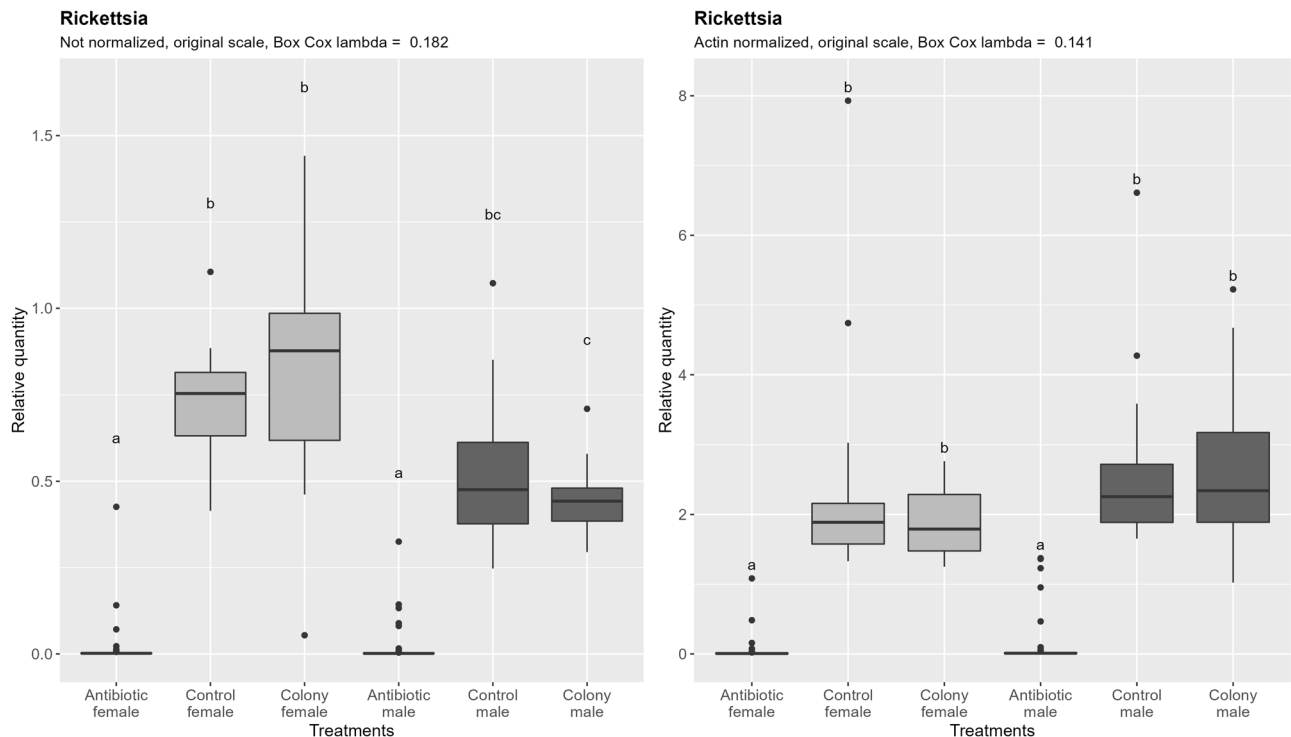 Rickettsia
Not normalized, original scale, Box Cox lambda =  0.182
Relative quantity
1.5
1.0
0.5
0.0
a
b
b
a
bc
c
Antibiotic
female
Control
female
Colony
female
Antibiotic
male
Control
male
Colony
male
Treatments
Rickettsia
Actin normalized, original scale, Box Cox lambda =  0.141
Relative quantity
8
6
4
2
0
a
b
b
a
b
b
Antibiotic
female
Control
female
Colony
female
Antibiotic
male
Control
male
Colony
male
Treatments